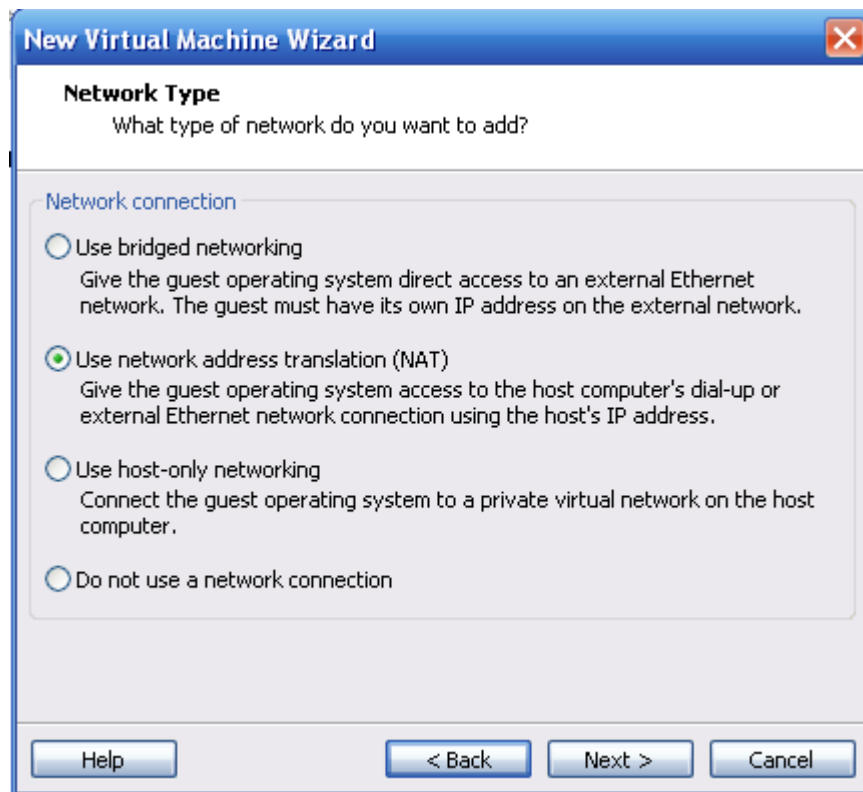 New Virtual Machine Wizard
Network Type
What type of network do you want to add?
Network connection
Use bridged networking
Give the guest operating system direct access to an external Ethernet
network. The guest must have its own IP address on the external network.
Use network address translation (NAT)
Give the guest operating system access to the host computer's dial-up or
external Ethernet network connection using the host's IP address.
Use host-only networking
Connect the guest operating system to a private virtual network on the host
computer.
Do not use a network connection
Help
< Back
Next >
Cancel